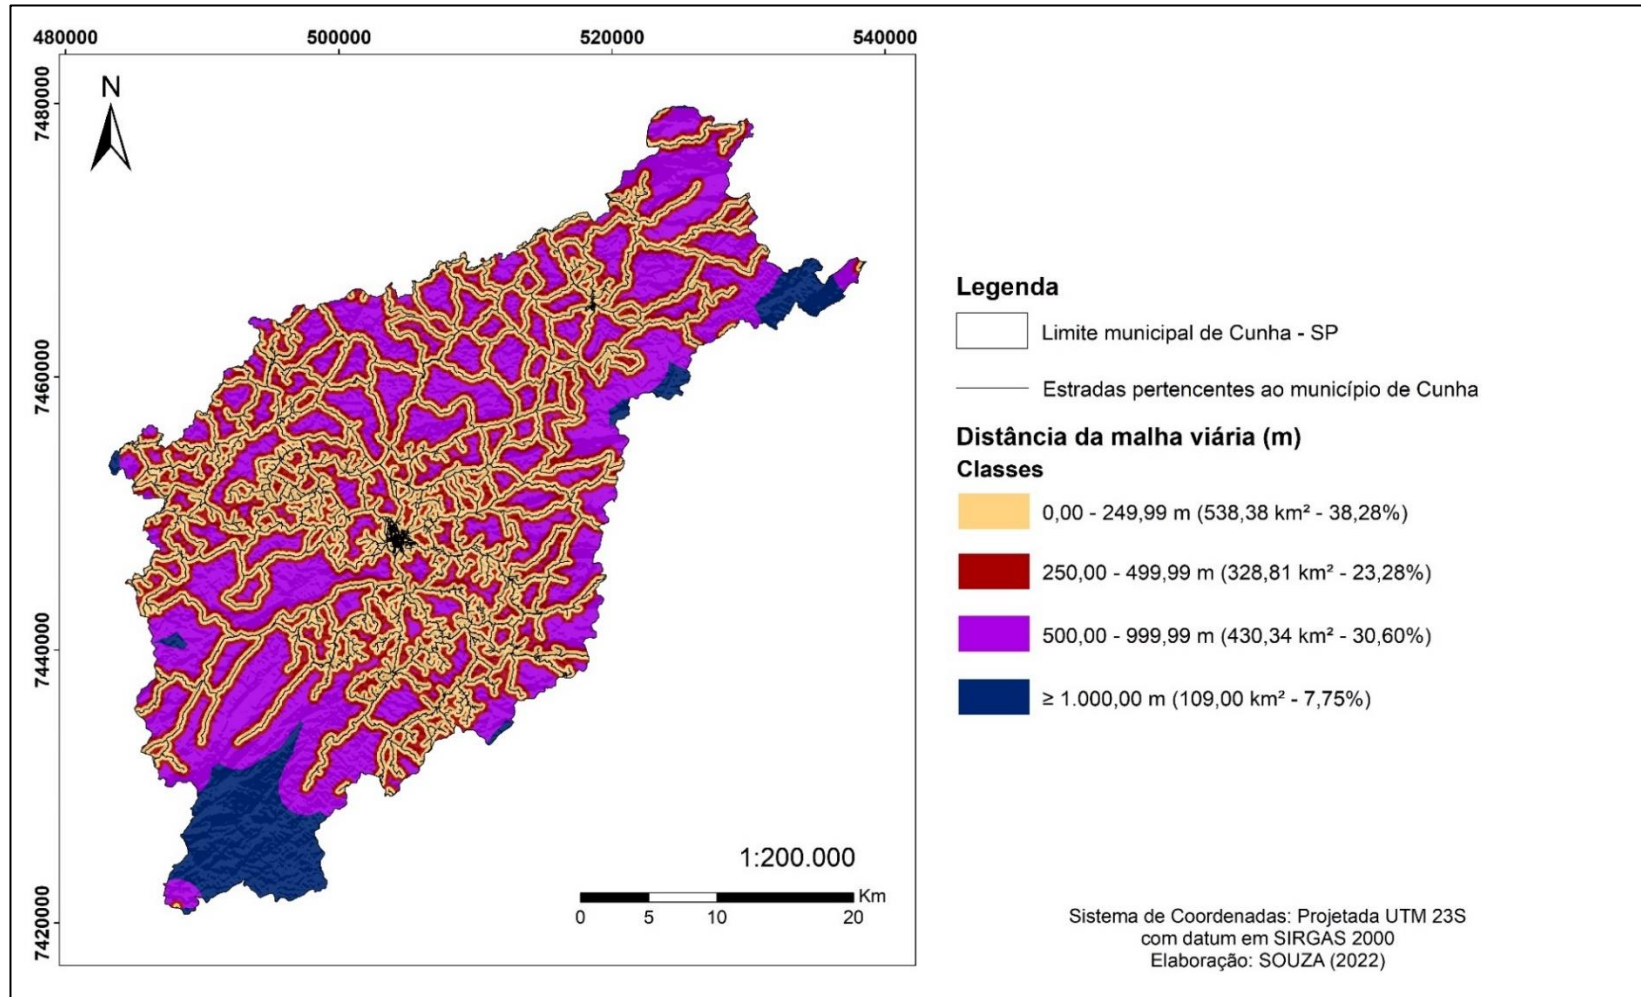 480000
500000
520000
540000
N
7480000
7460000
7440000
7420000
1:200.000
Km
0
5
10
20
Legenda
Limite municipal de Cunha - SP
Estradas pertencentes ao município de Cunha
Distância da malha viária (m)
Classes
0,00 - 249,99 m (538,38 km² - 38,28%)
250,00 - 499,99 m (328,81 km² - 23,28%)
500,00 - 999,99 m (430,34 km² - 30,60%)
≥ 1.000,00 m (109,00 km² - 7,75%)
Sistema de Coordenadas: Projetada UTM 23S
com datum em SIRGAS 2000
Elaboração: SOUZA (2022)